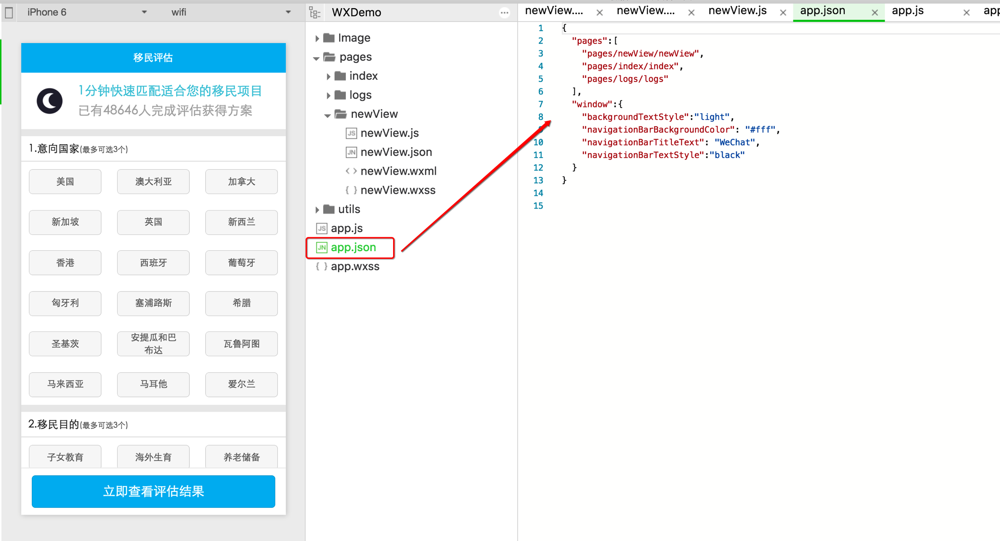 iPhone 6
wifi
移民评估
1分钟快速匹配适合您的移民项目
已有48646人完成评估获得方案
1.意向国家(最多可选3个)
美国
澳大利亚
加拿大
新加坡
英国
新西兰
香港
西班牙
葡萄牙
匈牙利
塞浦路斯
希腊
圣基茨
安提瓜和巴
布达
瓦鲁阿图
马来西亚
马耳他
爱尔兰
2.移民目的(最多可选3个)
子女教育
海外生育
养老储备
立即查看评估结果
WXDemo
Image
pages
index
logs
newView
JS newView.js
JN newView.json
<> newView.wxml
{ } newView.wxss
utils
JS app.js
JN app.json
{ } app.wxss
newView....
newView....
newView.js
app.json
app.js
app
1 {
2 "pages":[
3 "pages/newView/newView",
4 "pages/index/index",
5 "pages/logs/logs"
6 ],
7 "window":{
8 "backgroundTextStyle":"light",
9 "navigationBarBackgroundColor": "#fff",
10 "navigationBarTitleText": "WeChat",
11 "navigationBarTextStyle":"black"
12 }
13 }
14
15